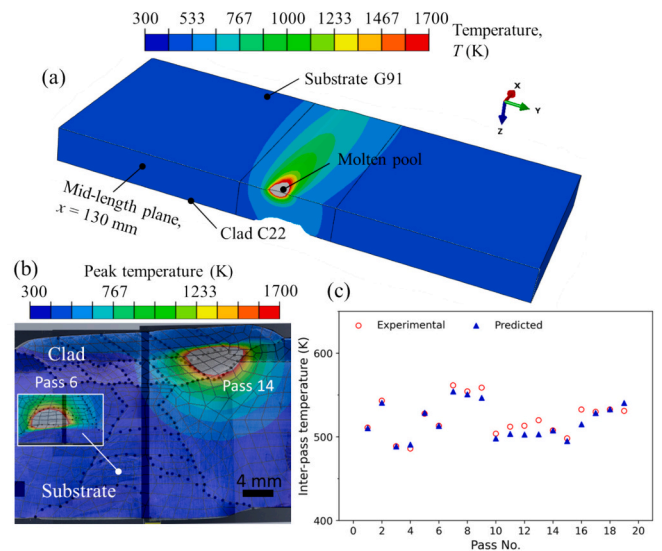 300 533 767 1000 1233 1467 1700
Temperature,
T (K)
(a)
Substrate G91
X
Y
Z
Molten pool
Mid-length plane,
x = 130 mm
Clad C22
(b)
Peak temperature (K)
300 767 1233 1700
Clad
Pass 6
Pass 14
Substrate
4 mm
(c)
Experimental Predicted
Inter-pass temperature (K)
600
500
400
0 2 4 6 8 10 12 14 16 18 20
Pass No.